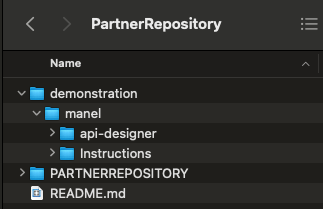 PartnerRepository
Name
demonstration
manel
api-designer
Instructions
PARTNERREPOSITORY
README.md